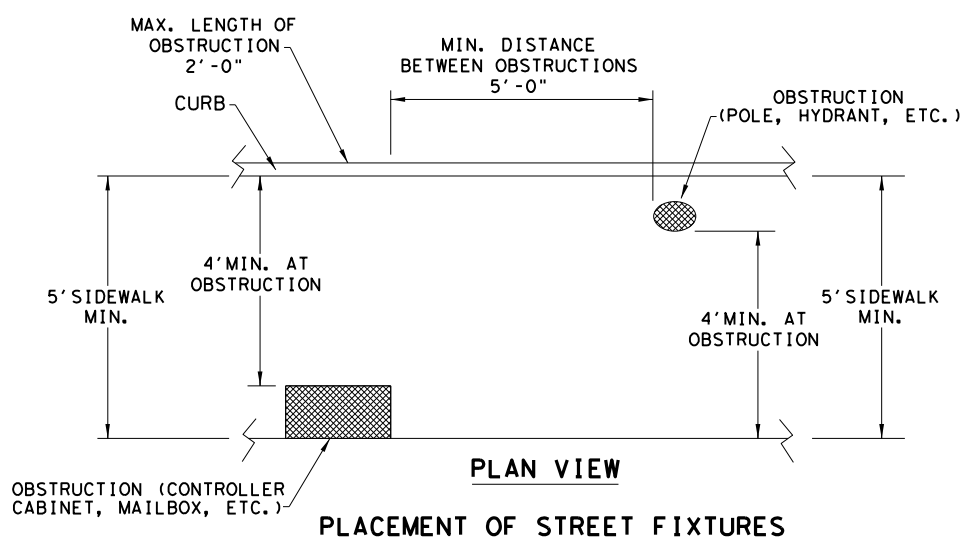 MAX. LENGTH OF
OBSTRUCTION
2'-0"
MIN. DISTANCE
BETWEEN OBSTRUCTIONS
5'-0"
CURB
OBSTRUCTION
(POLE, HYDRANT, ETC.)
4' MIN. AT
OBSTRUCTION
5' SIDEWALK
MIN.
4' MIN. AT
OBSTRUCTION
5' SIDEWALK
MIN.
OBSTRUCTION (CONTROLLER
CABINET, MAILBOX, ETC.)
PLAN VIEW
PLACEMENT OF STREET FIXTURES